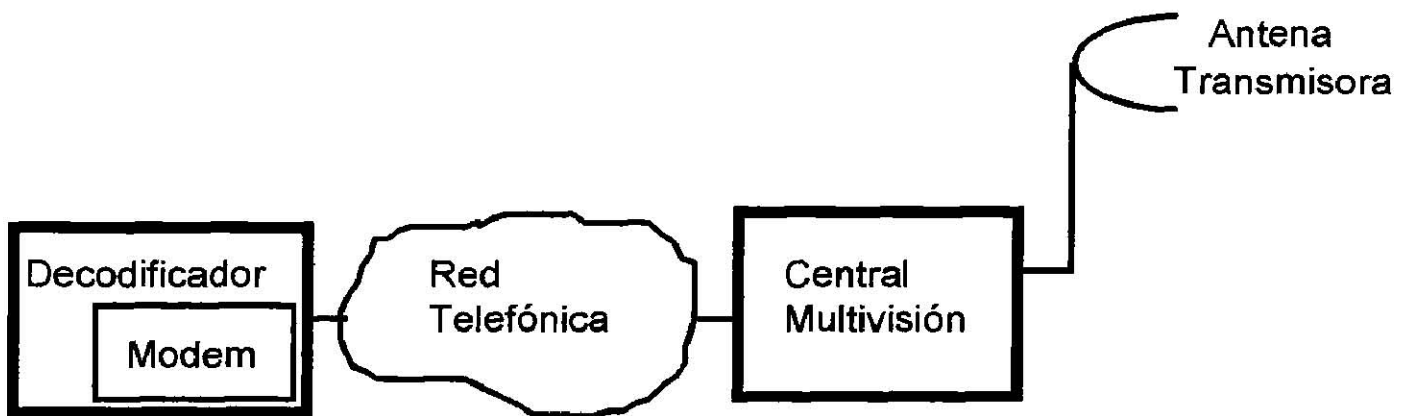 Antena
Transmisora
Decodificador
Modem
Red
Telefónica
Central
Multivisión